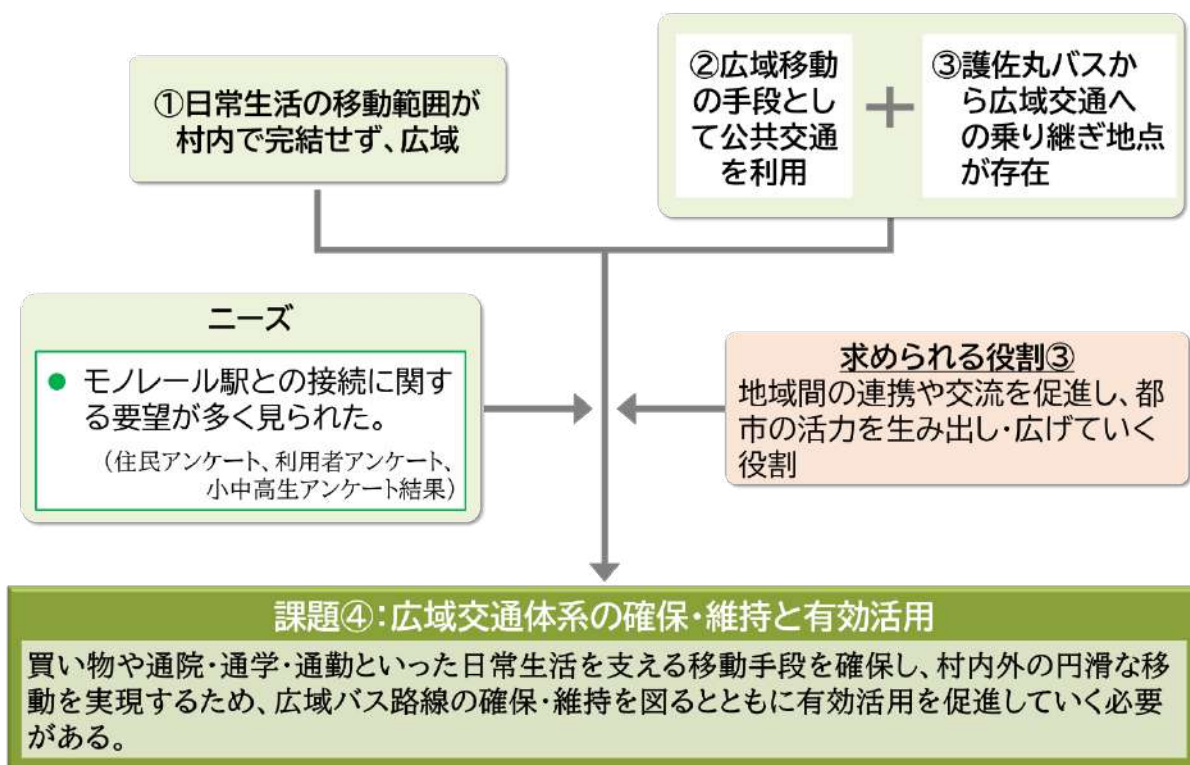 ①日常生活の移動範囲が
村内で完結せず、広域
②広域移動
の手段とし
て公共交通
を利用
＋
③護佐丸バスか
ら広域交通へ
の乗り継ぎ地点
が存在
ニーズ
● モノレール駅との接続に関す
る要望が多く見られた。
（住民アンケート、利用者アンケート、
小中高生アンケート結果）
求められる役割③
地域間の連携や交流を促進し、都
市の活力を生み出し・広げていく
役割
課題④：広域交通体系の確保・維持と有効活用
買い物や通院・通学・通勤といった日常生活を支える移動手段を確保し、村内外の円滑な移
動を実現するため、広域バス路線の確保・維持を図るとともに有効活用を促進していく必要
がある。